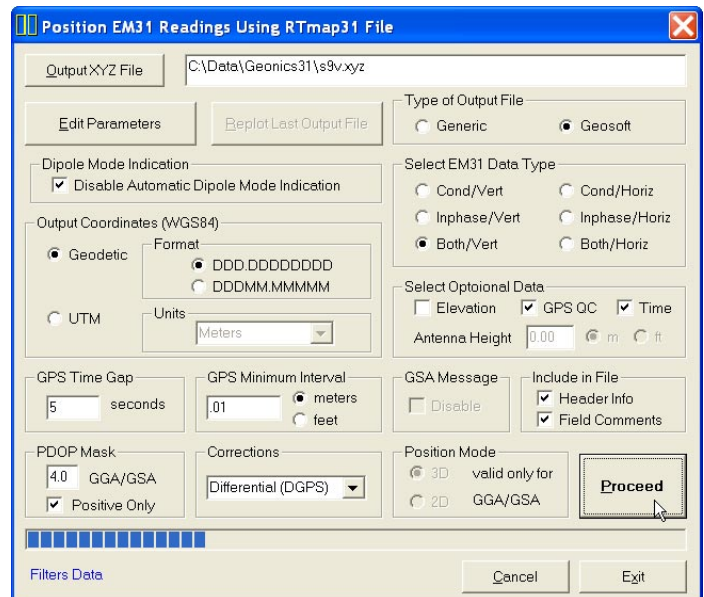 Position EM31 Readings Using RTmap31 File
Output XYZ File
C:\Data\Geonics31\s9v.xyz
Edit Parameters
Replot Last Output File
Type of Output File
Generic
Geosoft
Dipole Mode Indication
Disable Automatic Dipole Mode Indication
Select EM31 Data Type
Cond/Vert
Cond/Horiz
Inphase/Vert
Inphase/Horiz
Both/Vert
Both/Horiz
Output Coordinates (WGS84)
Geodetic
Format
DDD.DDDDDDDD
DDDMM.MMMMM
UTM
Units
Meters
Select Optoional Data
Elevation
GPS QC
Time
Antenna Height
0.00
m
ft
GPS Time Gap
5
seconds
GPS Minimum Interval
.01
meters
feet
GSA Message
Disable
Include in File
Header Info
Field Comments
PDOP Mask
4.0
GGA/GSA
Positive Only
Corrections
Differential (DGPS)
Position Mode
3D
valid only for
2D
GGA/GSA
Proceed
Filters Data
Cancel
Exit